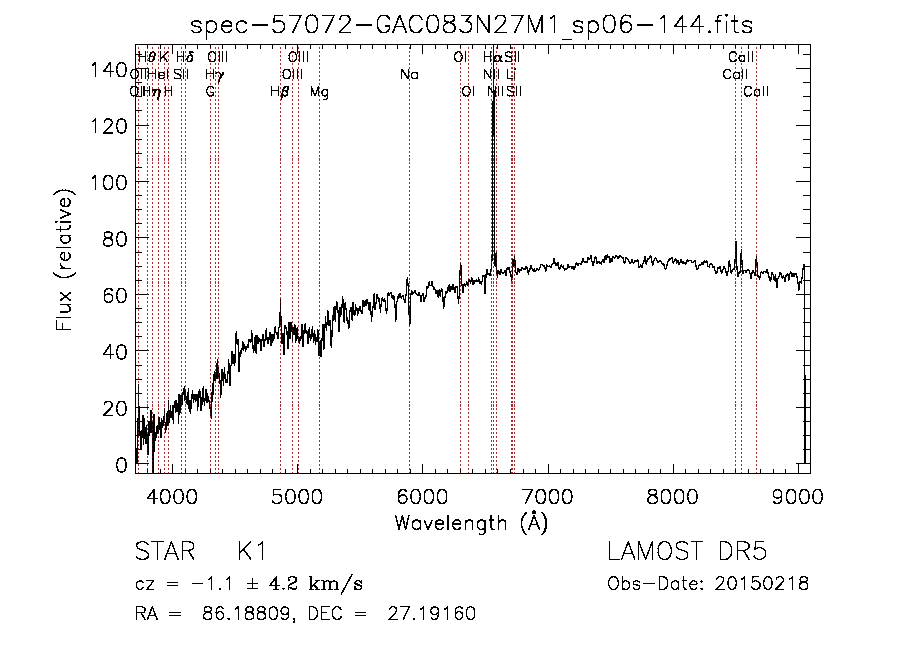 spec-57072-GAC083N27M1_sp06-144.fits
Hθ K Hδ OIII OIII OI Hα SII CaII
OII HeI SII Hγ OIII Na NII Li CaII
OII Hη H G Hβ Mg OI NII SII CaII
140
120
100
80
60
40
20
0
Flux (relative)
4000 5000 6000 7000 8000 9000
Wavelength (Å)
STAR K1 LAMOST DR5
cz = −1.1 ± 4.2 km/s Obs-Date: 20150218
RA = 86.18809, DEC = 27.19160